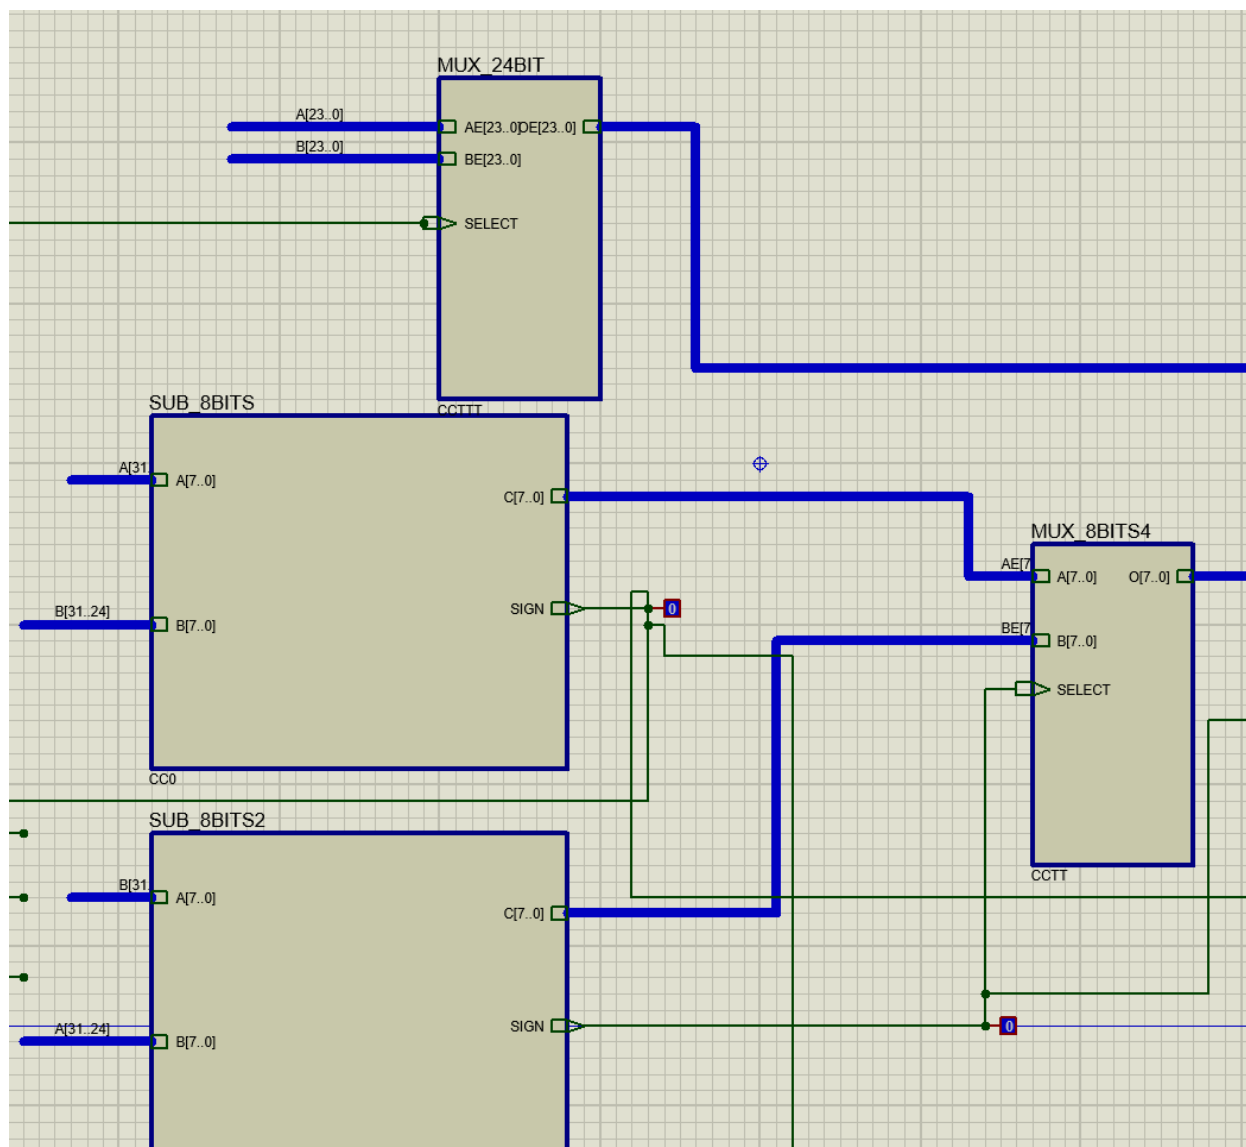 MUX_24BIT
A[23..0]
AE[23..0]
OE[23..0]
B[23..0]
BE[23..0]
SELECT
CCTTT
SUB_8BITS
A[31
A[7..0]
C[7..0]
B[31..24]
B[7..0]
SIGN
0
CC0
MUX_8BITS4
AE[7
A[7..0]
O[7..0]
BE[7
B[7..0]
SELECT
CCTT
SUB_8BITS2
B[31
A[7..0]
C[7..0]
A[31..24]
B[7..0]
SIGN
0